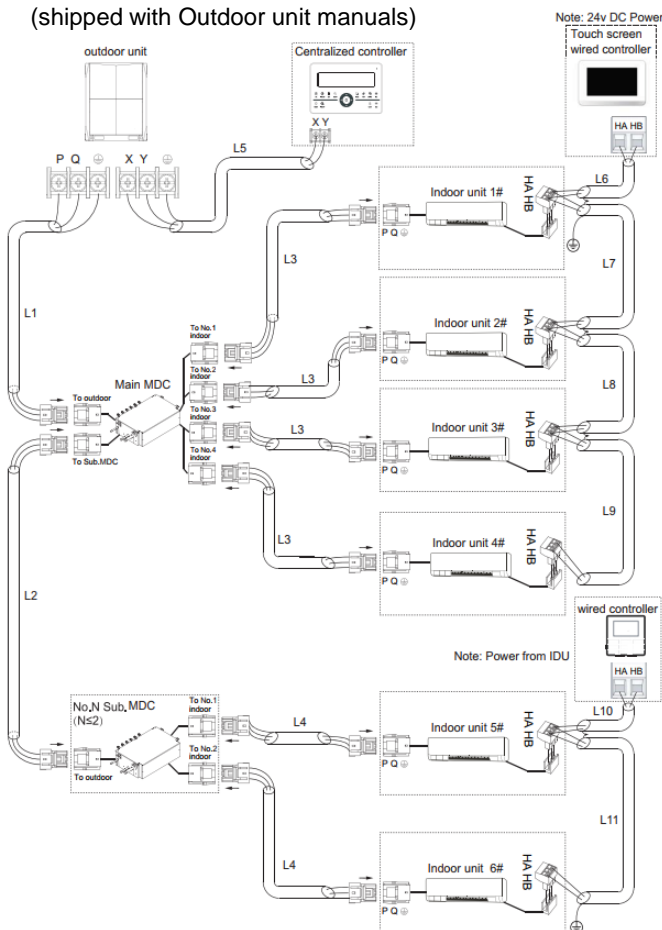 (shipped with Outdoor unit manuals)
Note: 24v DC Power
Touch screen
wired controller
HA HB
outdoor unit
Centralized controller
X Y
P Q
X Y
L5
L6
Indoor unit 1#
HA HB
P Q
L3
L7
L1
Indoor unit 2#
HA HB
P Q
To No.1
indoor
To No.2
indoor
To No.3
indoor
To No.4
indoor
Main MDC
To outdoor
To Sub.MDC
L3
L8
Indoor unit 3#
HA HB
P Q
L3
L9
Indoor unit 4#
HA HB
P Q
L3
L2
wired controller
HA HB
Note: Power from IDU
L10
No.N Sub. MDC
(N≤2)
To No.1
indoor
To No.2
indoor
To outdoor
L4
Indoor unit 5#
HA HB
P Q
L11
L4
Indoor unit 6#
HA HB
P Q